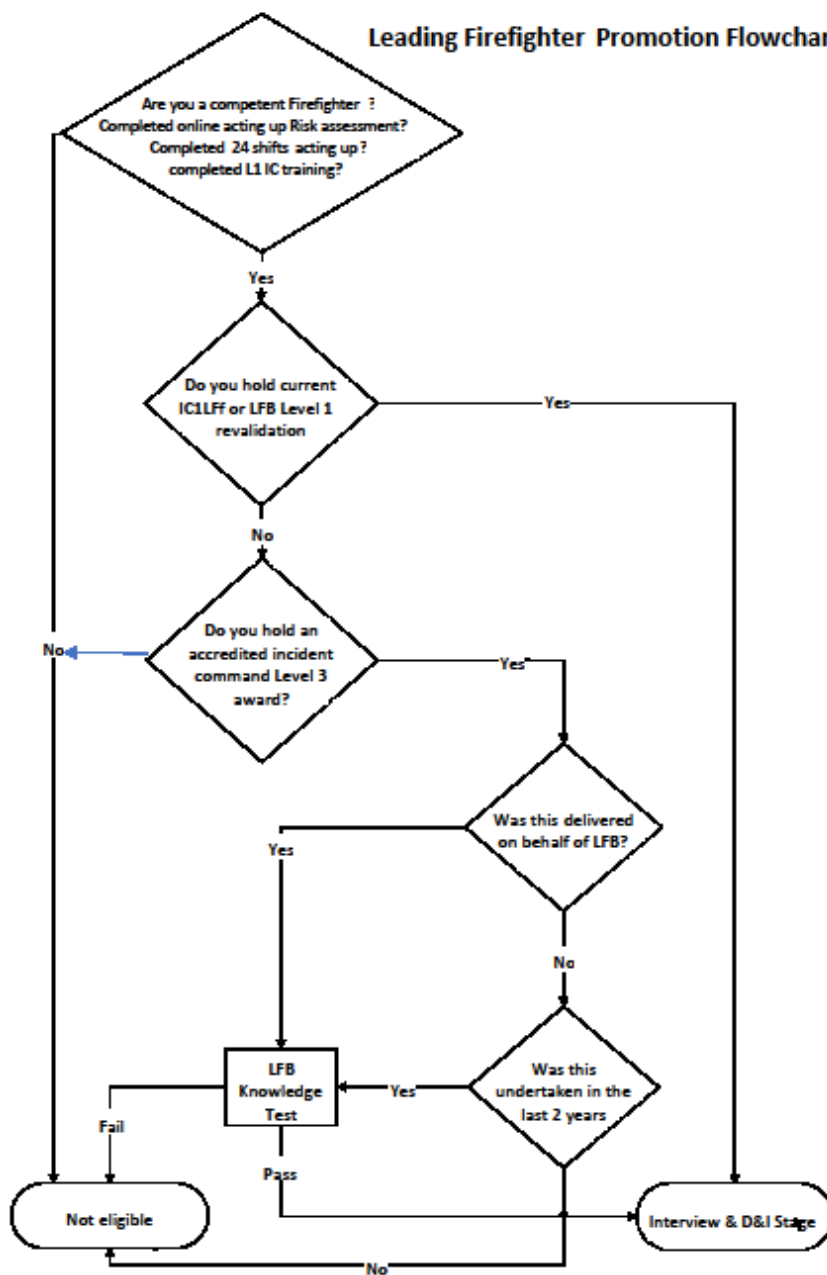 Leading Firefighter Promotion Flowchar
Are you a competent Firefighter ?
Completed online acting up Risk assessment?
Completed 24 shifts acting up?
completed L1 IC training?
Yes
Do you hold current
IC1LFf or LFB Level 1
revalidation
Yes
No
Do you hold an
accredited incident
command Level 3
award?
No
Yes
Was this delivered
on behalf of LFB?
Yes
No
LFB
Knowledge
Test
Yes
Was this
undertaken in the
last 2 years
Fail
Pass
Not eligible
Interview & D&I Stage
No